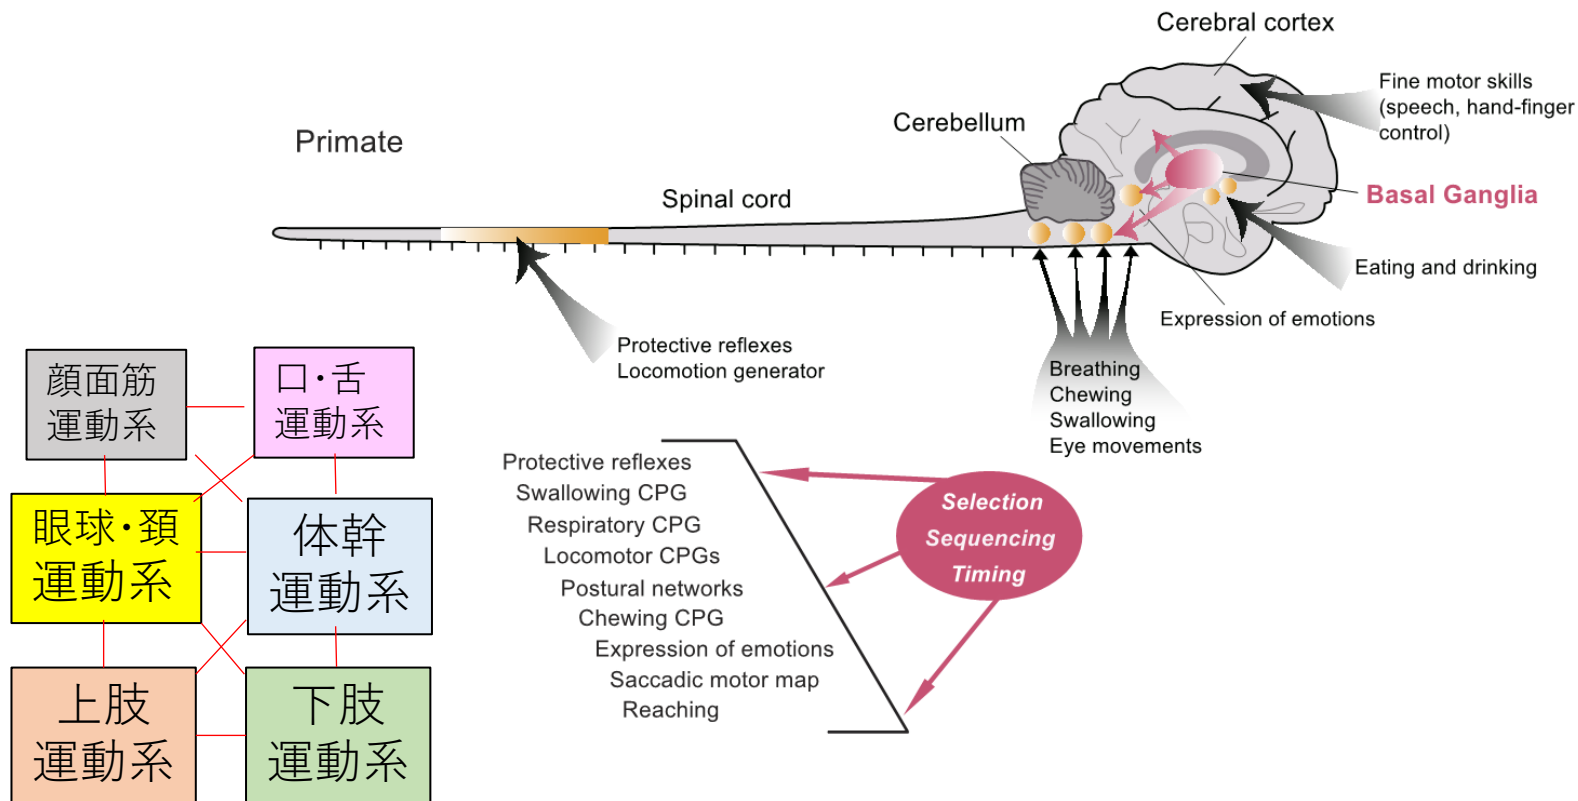 Cerebral cortex
Fine motor skills
(speech, hand-finger
control)
Cerebellum
Primate
Basal Ganglia
Spinal cord
Eating and drinking
Expression of emotions
Protective reflexes
Locomotion generator
Breathing
Chewing
Swallowing
Eye movements
顔面筋
運動系
口・舌
運動系
眼球・頚
運動系
体幹
運動系
上肢
運動系
下肢
運動系
Protective reflexes
Swallowing CPG
Respiratory CPG
Locomotor CPGs
Postural networks
Chewing CPG
Expression of emotions
Saccadic motor map
Reaching
Selection
Sequencing
Timing